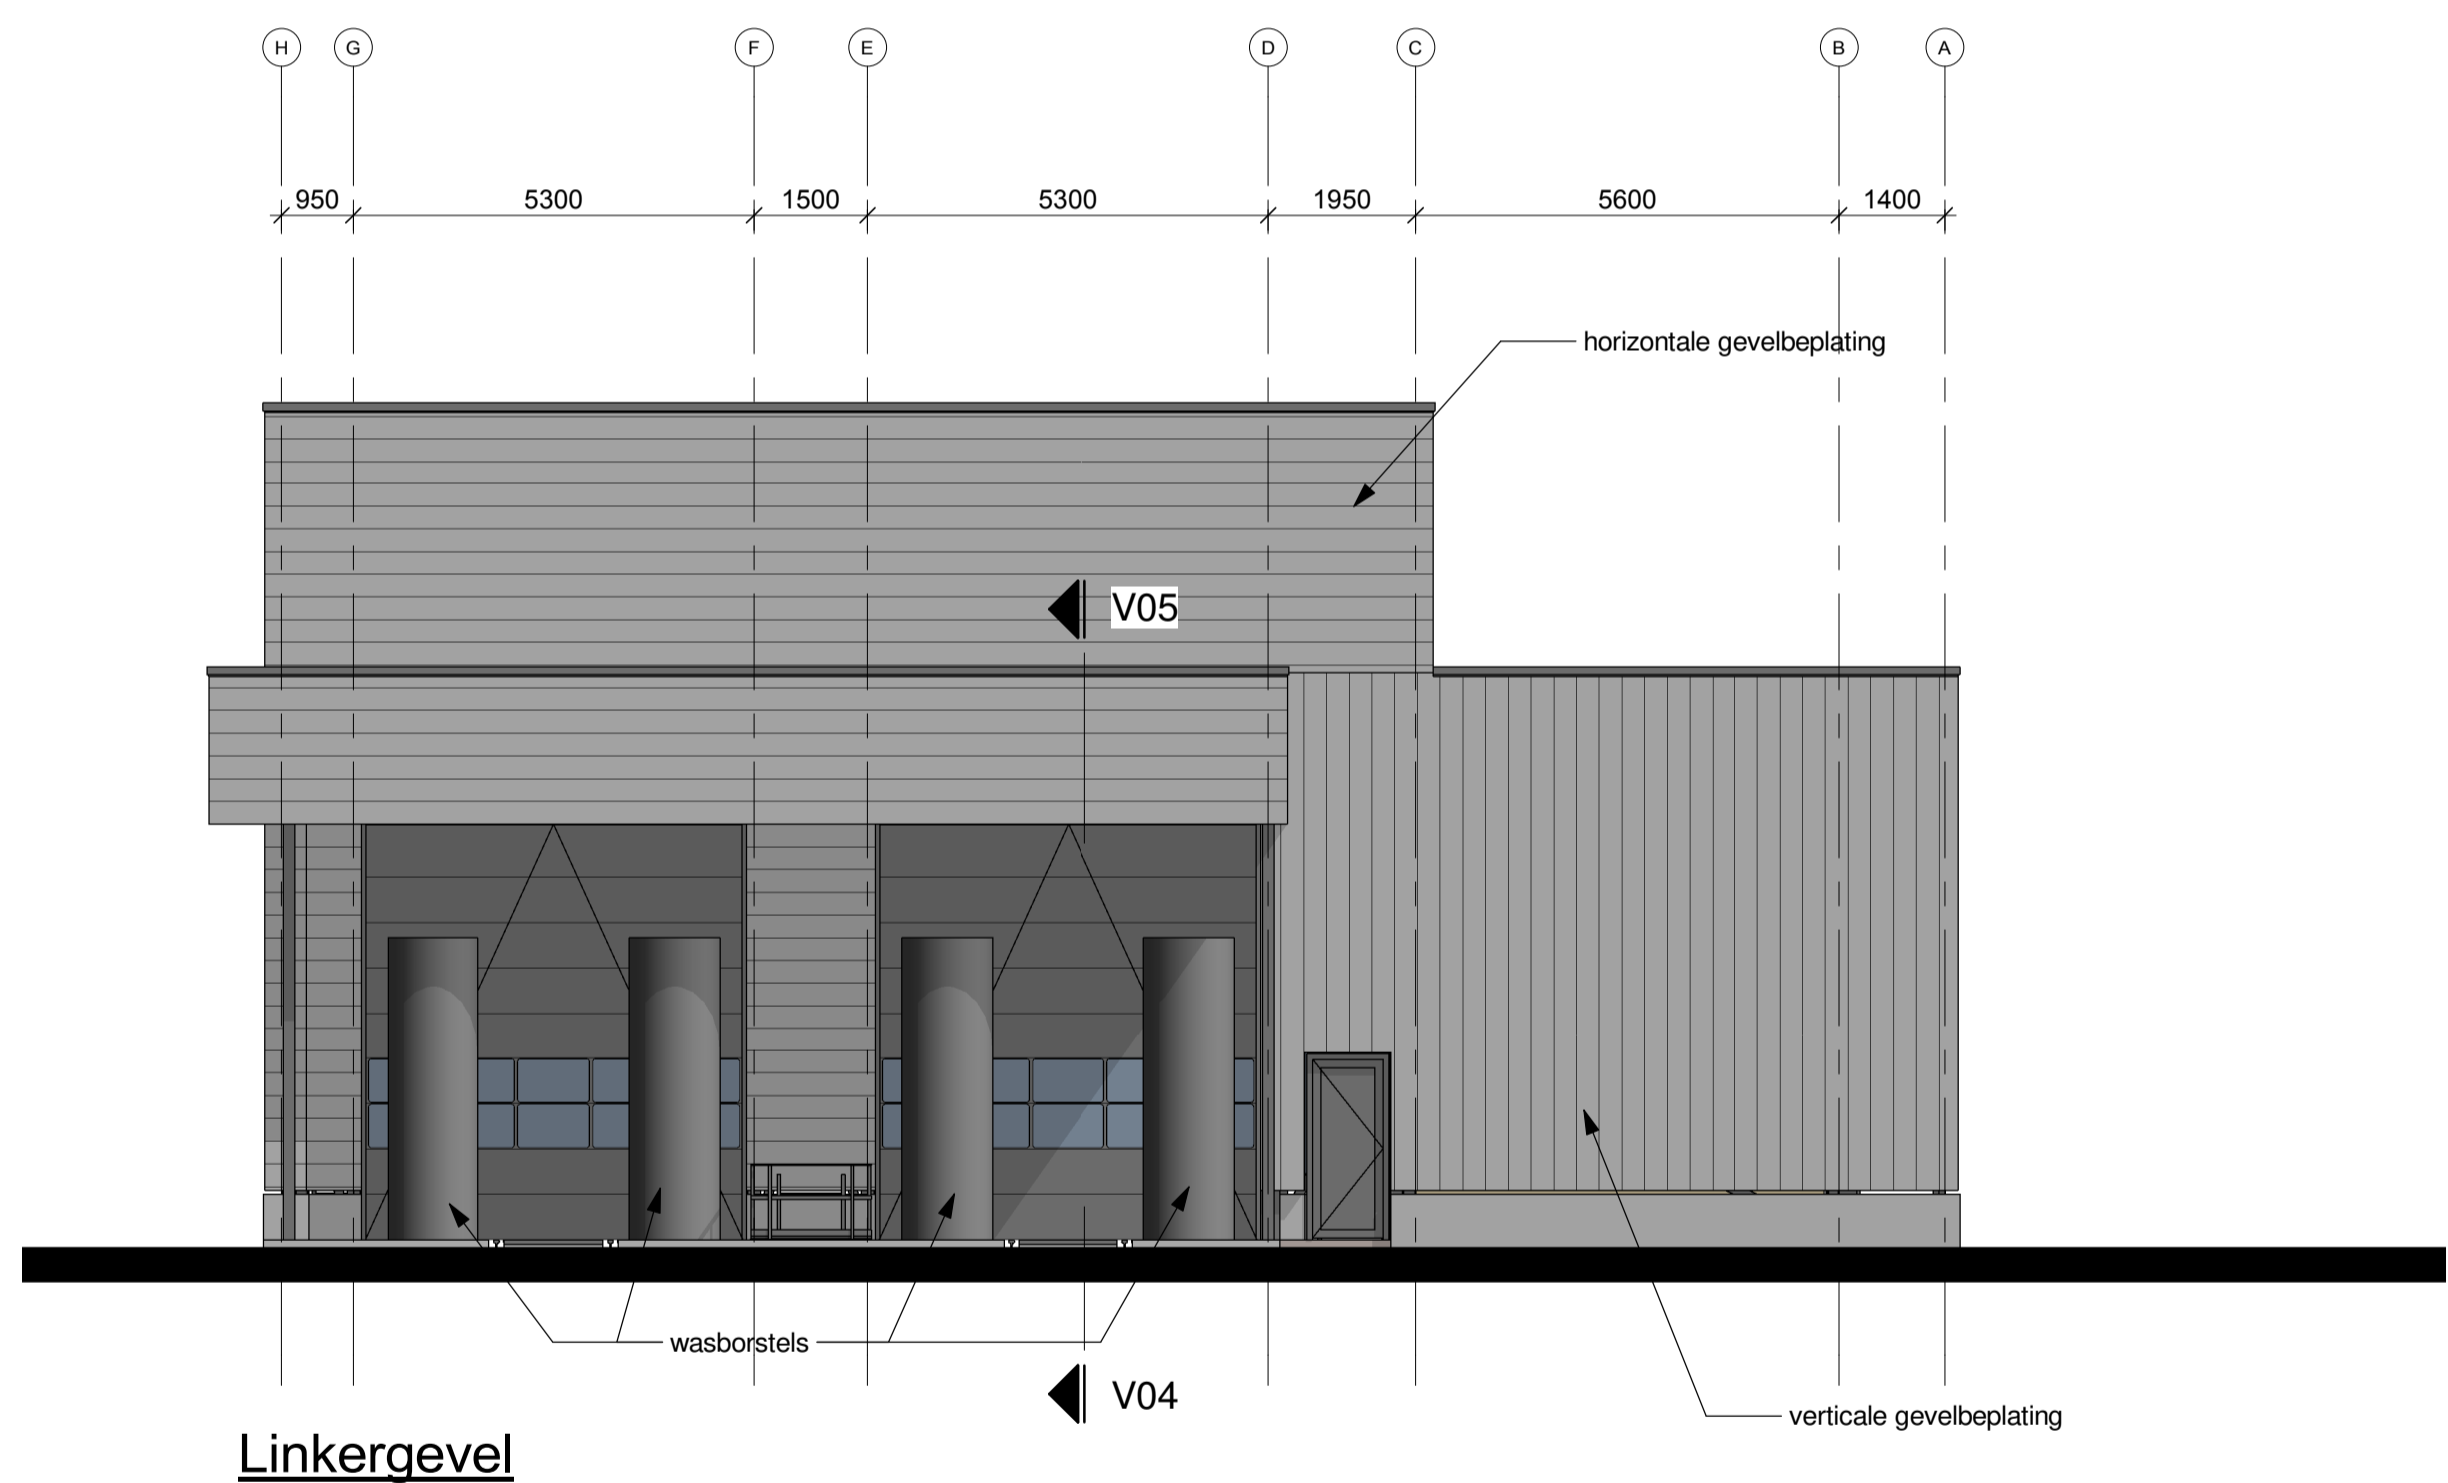 H G F E D C B A
950 5300 1500 5300 1950 5600 1400
horizontale gevelbeplating
V05
wasborstels
V04
verticale gevelbeplating
Linkergevel